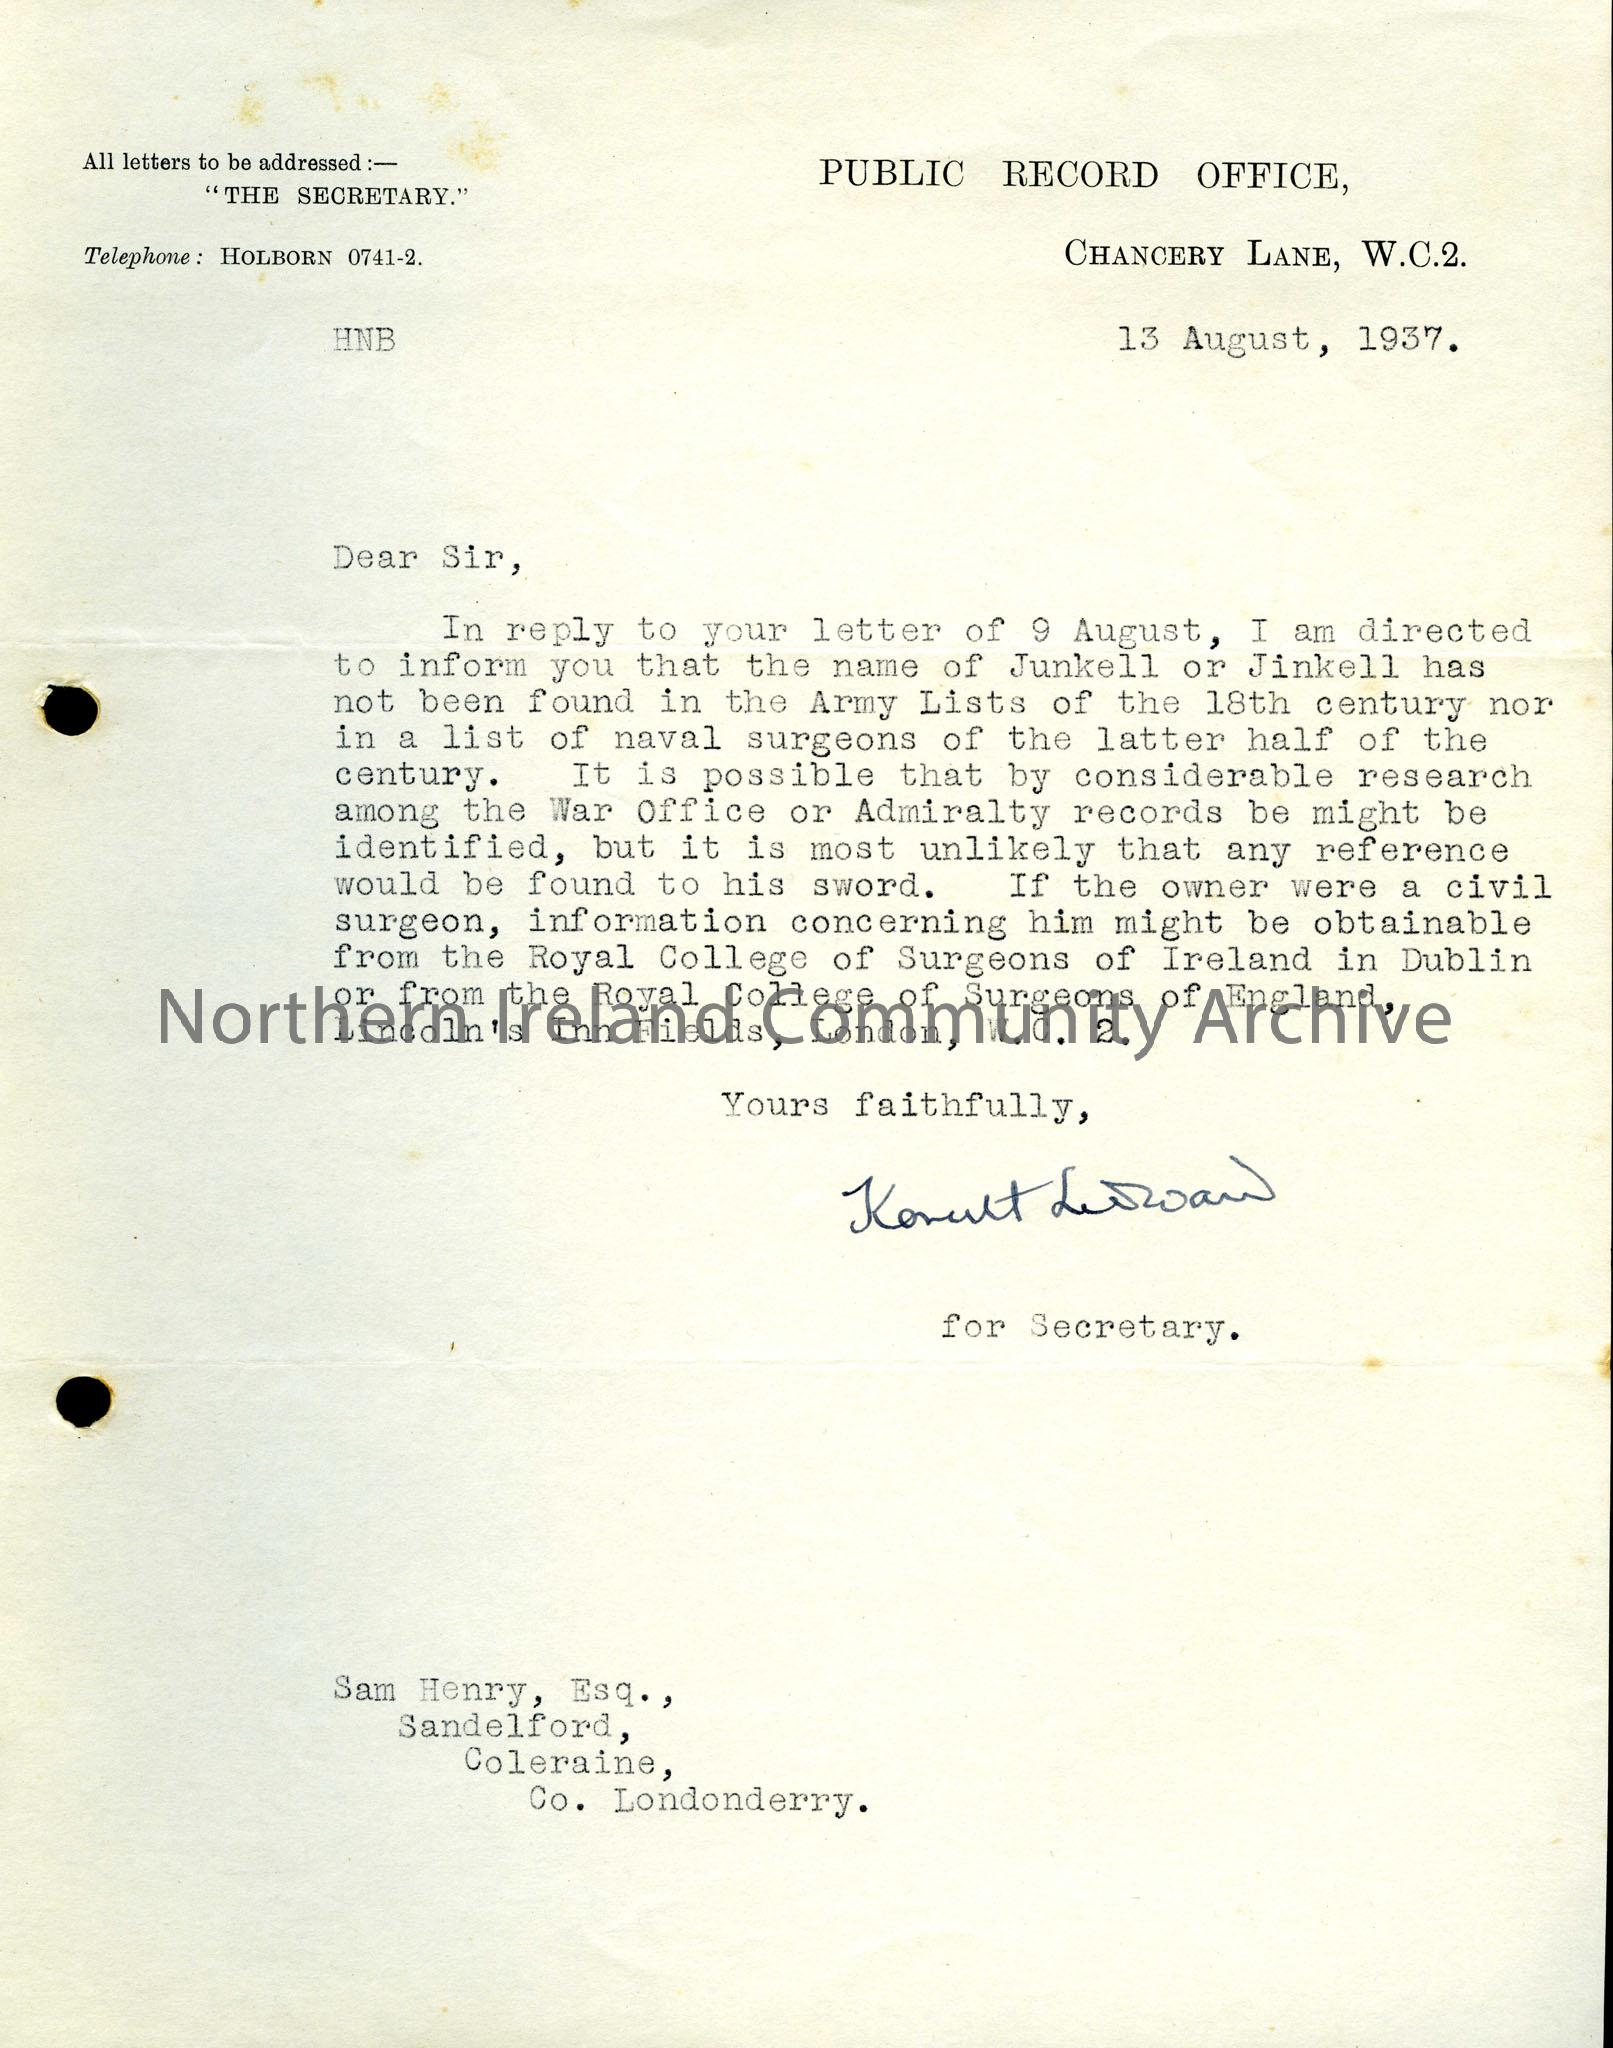 All letters to be addressed :—
"THE SECRETARY."
Telephone : HOLBORN 0741-2.
PUBLIC RECORD OFFICE,
CHANCERY LANE, W.C.2.
HNB
13 August, 1937.
Dear Sir,
In reply to your letter of 9 August, I am directed
to inform you that the name of Junkell or Jinkell has
not been found in the Army Lists of the 18th century nor
in a list of naval surgeons of the latter half of the
century. It is possible that by considerable research
among the War Office or Admiralty records be might be
identified, but it is most unlikely that any reference
would be found to his sword. If the owner were a civil
surgeon, information concerning him might be obtainable
from the Royal College of Surgeons of Ireland in Dublin
or from the Royal College of Surgeons of England,
Lincoln's Inn Fields, London, W.C. 2.
Northern Ireland Community Archive
Yours faithfully,
for Secretary.
Sam Henry, Esq.,
Sandelford,
Coleraine,
Co. Londonderry.